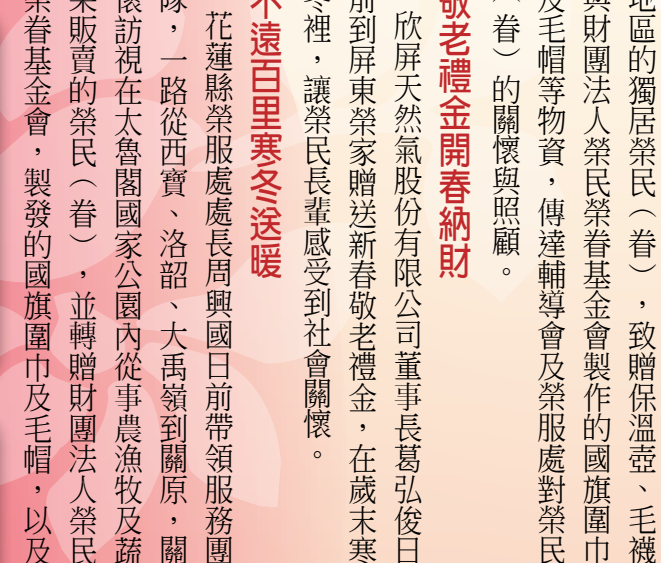 地區的獨居榮民（眷），致贈保溫壺、毛襪
與財團法人榮民榮眷基金會製作的國旗圍巾
及毛帽等物資，傳達輔導會及榮服處對榮民
（眷）的關懷與照顧。
敬老禮金開春納財
欣屏天然氣股份有限公司董事長葛弘俊日
前到屏東榮家贈送新春敬老禮金，在歲末寒
冬裡，讓榮民長輩感受到社會關懷。
不遠百里寒冬送暖
花蓮縣榮服處處長周興國日前帶領服務團
隊，一路從西寶、洛韶、大禹嶺到關原，關
懷訪視在太魯閣國家公園內從事農漁牧及蔬
果販賣的榮民（眷），並轉贈財團法人榮民
榮眷基金會，製發的國旗圍巾及毛帽，以及